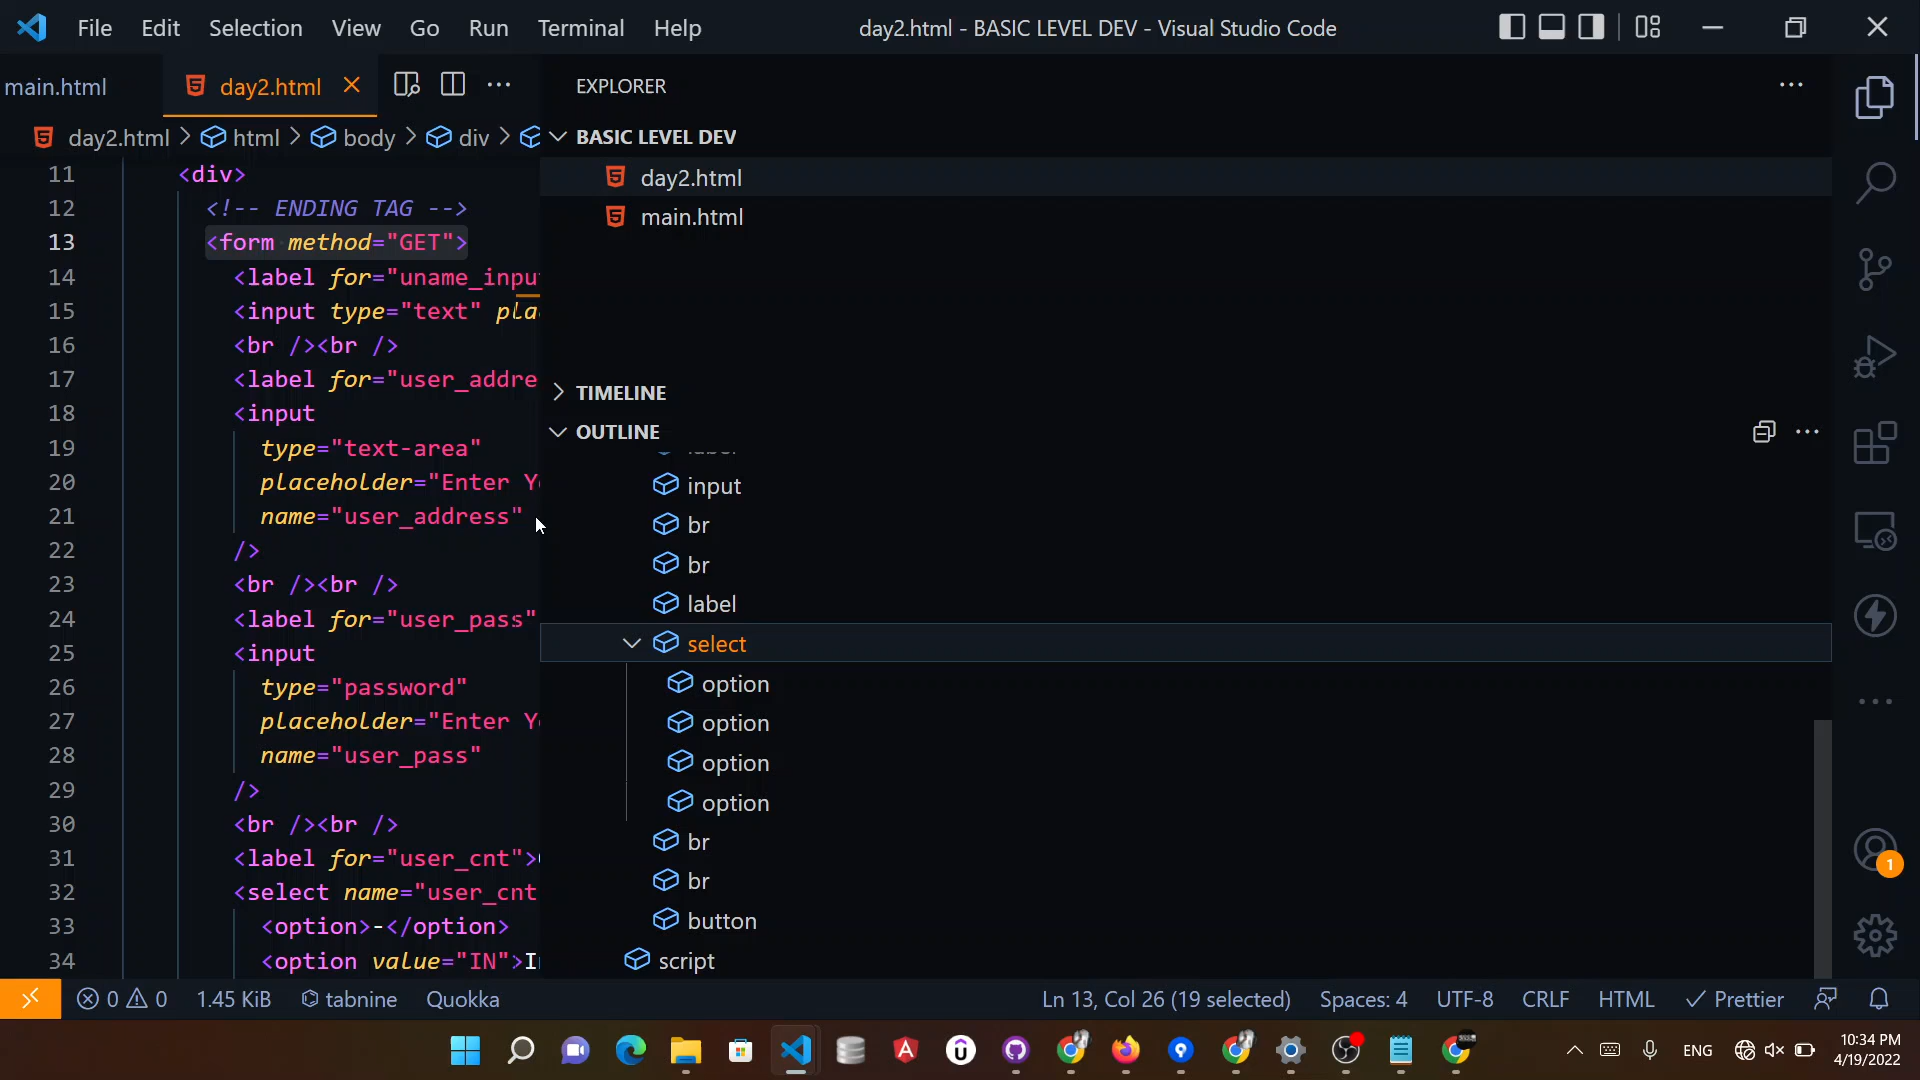 File Edit Selection View Go Run Terminal Help
day2.html - BASIC LEVEL DEV - Visual Studio Code
main.html
day2.html
day2.html > html > body > div >
11 <div>
12 <!-- ENDING TAG -->
13 <form method="GET">
14 <label for="uname_inpu
15 <input type="text" pla
16 <br /><br />
17 <label for="user_addre
18 <input
19 type="text-area"
20 placeholder="Enter Y
21 name="user_address"
22 />
23 <br /><br />
24 <label for="user_pass"
25 <input
26 type="password"
27 placeholder="Enter Y
28 name="user_pass"
29 />
30 <br /><br />
31 <label for="user_cnt">
32 <select name="user_cnt
33 <option>-</option>
34 <option value="IN">I
EXPLORER
BASIC LEVEL DEV
day2.html
main.html
TIMELINE
OUTLINE
input
br
br
label
select
option
option
option
option
br
br
button
script
1
0 0 1.45 KiB tabnine Quokka
Ln 13, Col 26 (19 selected) Spaces: 4 UTF-8 CRLF HTML Prettier
ENG
10:34 PM
4/19/2022